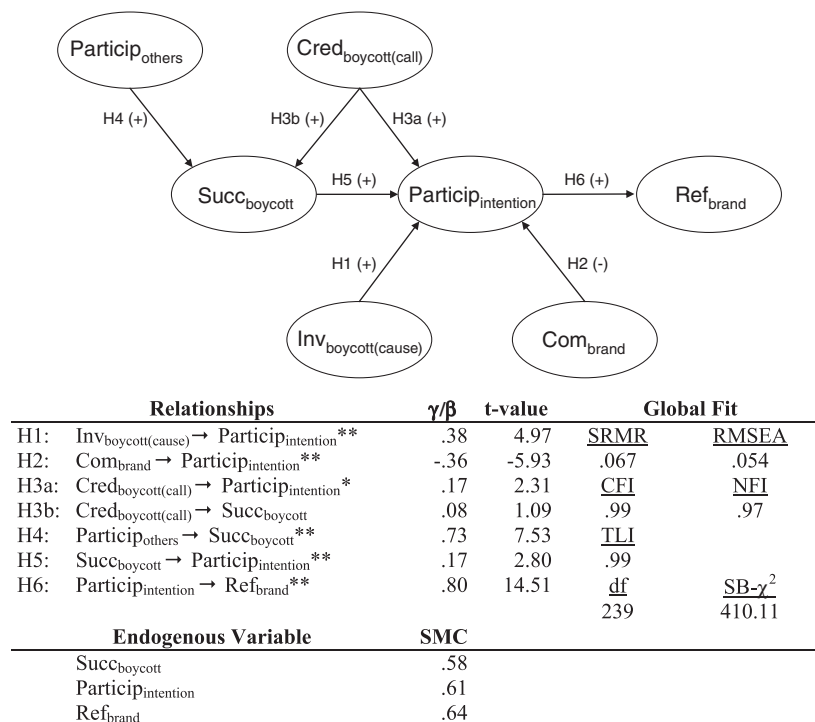 Particip_others Cred_boycott(call)
H4 (+) H3b (+) H3a (+)
Succ_boycott H5 (+) Particip_intention H6 (+) Ref_brand
H1 (+) H2 (-)
Inv_boycott(cause) Com_brand
Relationships γ/β t-value Global Fit
H1: Inv_boycott(cause) → Particip_intention** .38 4.97 SRMR RMSEA
H2: Com_brand → Particip_intention** -.36 -5.93 .067 .054
H3a: Cred_boycott(call) → Particip_intention* .17 2.31 CFI NFI
H3b: Cred_boycott(call) → Succ_boycott .08 1.09 .99 .97
H4: Particip_others → Succ_boycott** .73 7.53 TLI
H5: Succ_boycott → Particip_intention** .17 2.80 .99
H6: Particip_intention → Ref_brand** .80 14.51 df SB-χ²
239 410.11
Endogenous Variable SMC
Succ_boycott .58
Particip_intention .61
Ref_brand .64